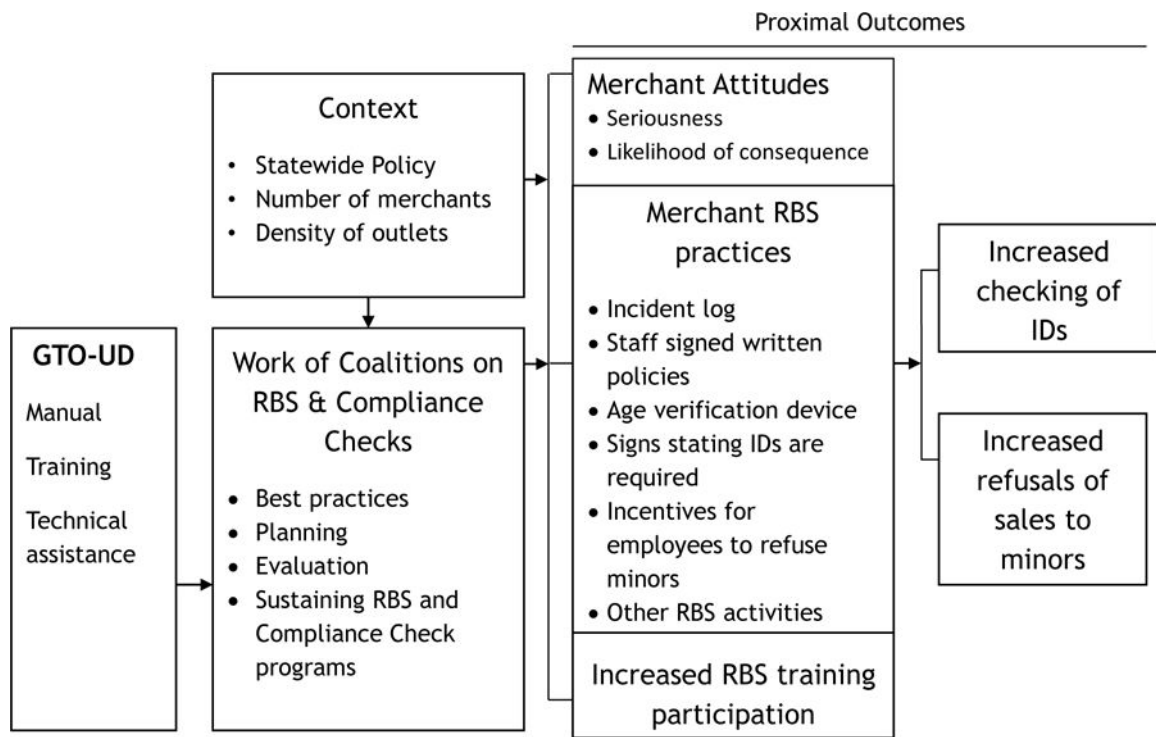 Proximal Outcomes
Context
• Statewide Policy
• Number of merchants
• Density of outlets
GTO-UD
Manual
Training
Technical
assistance
Work of Coalitions on
RBS & Compliance
Checks
• Best practices
• Planning
• Evaluation
• Sustaining RBS and
Compliance Check
programs
Merchant Attitudes
• Seriousness
• Likelihood of consequence
Merchant RBS
practices
• Incident log
• Staff signed written
policies
• Age verification device
• Signs stating IDs are
required
• Incentives for
employees to refuse
minors
• Other RBS activities
Increased RBS training
participation
Increased
checking of
IDs
Increased
refusals of
sales to
minors